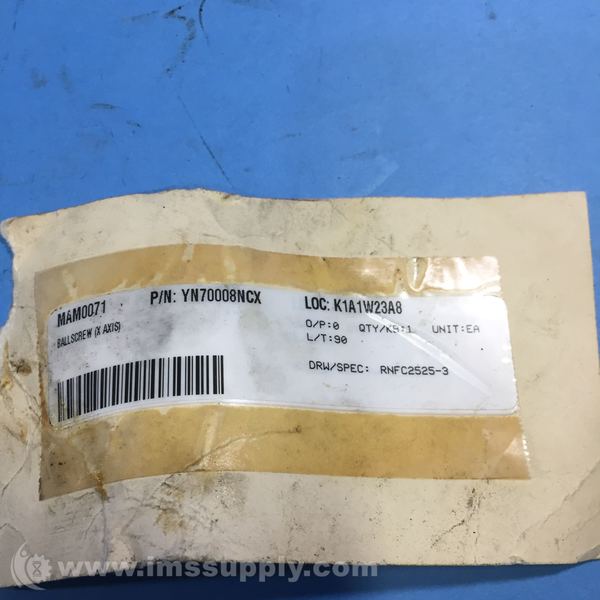 MAM0071 P/N: YN70008NCX LOC: K1A1W23A8
BALLSCREW (X AXIS)
O/P:0 QTY/KB:1 UNIT:EA
L/T:90
DRW/SPEC: RNFC2525-3
© www.imssupply.com